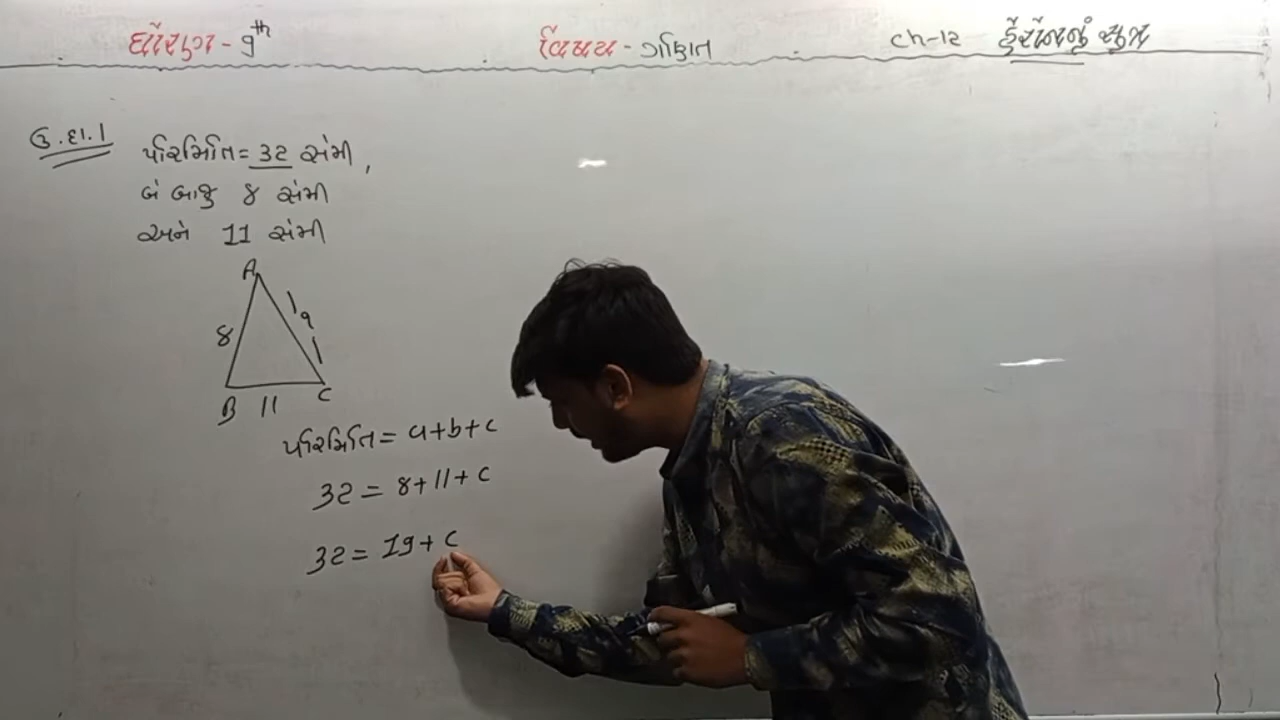 ધોરણ - 9th
વિષય - ગણિત
Ch-12 હેરોનનું સુત્ર
ઉ.દા.1
પરિમિતિ = 32 સેમી,
બે બાજુ 8 સેમી
અને 11 સેમી
A
8
9
B 11 C
પરિમિતિ = a+b+c
32 = 8+11+c
32 = 19+c